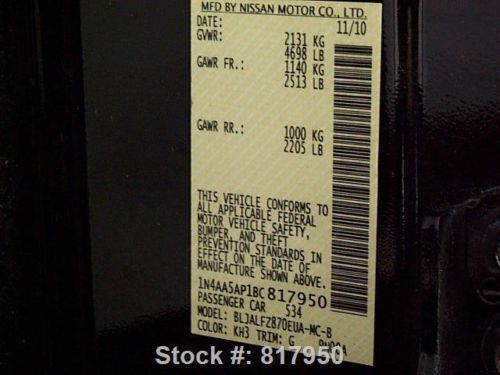 MFD BY NISSAN MOTOR CO., LTD.
DATE: 11/10
GVWR: 2131 KG
4698 LB
GAWR FR.: 1140 KG
2513 LB
GAWR RR.: 1000 KG
2205 LB
THIS VEHICLE CONFORMS TO
ALL APPLICABLE FEDERAL
MOTOR VEHICLE SAFETY,
BUMPER, AND THEFT
PREVENTION STANDARDS IN
EFFECT ON THE DATE OF
MANUFACTURE SHOWN ABOVE.
1N4AA5AP1BC817950
PASSENGER CAR S34
MODEL: BLJALFZ870EUA-MC-B
COLOR: KH3 TRIM: G
Stock #: 817950